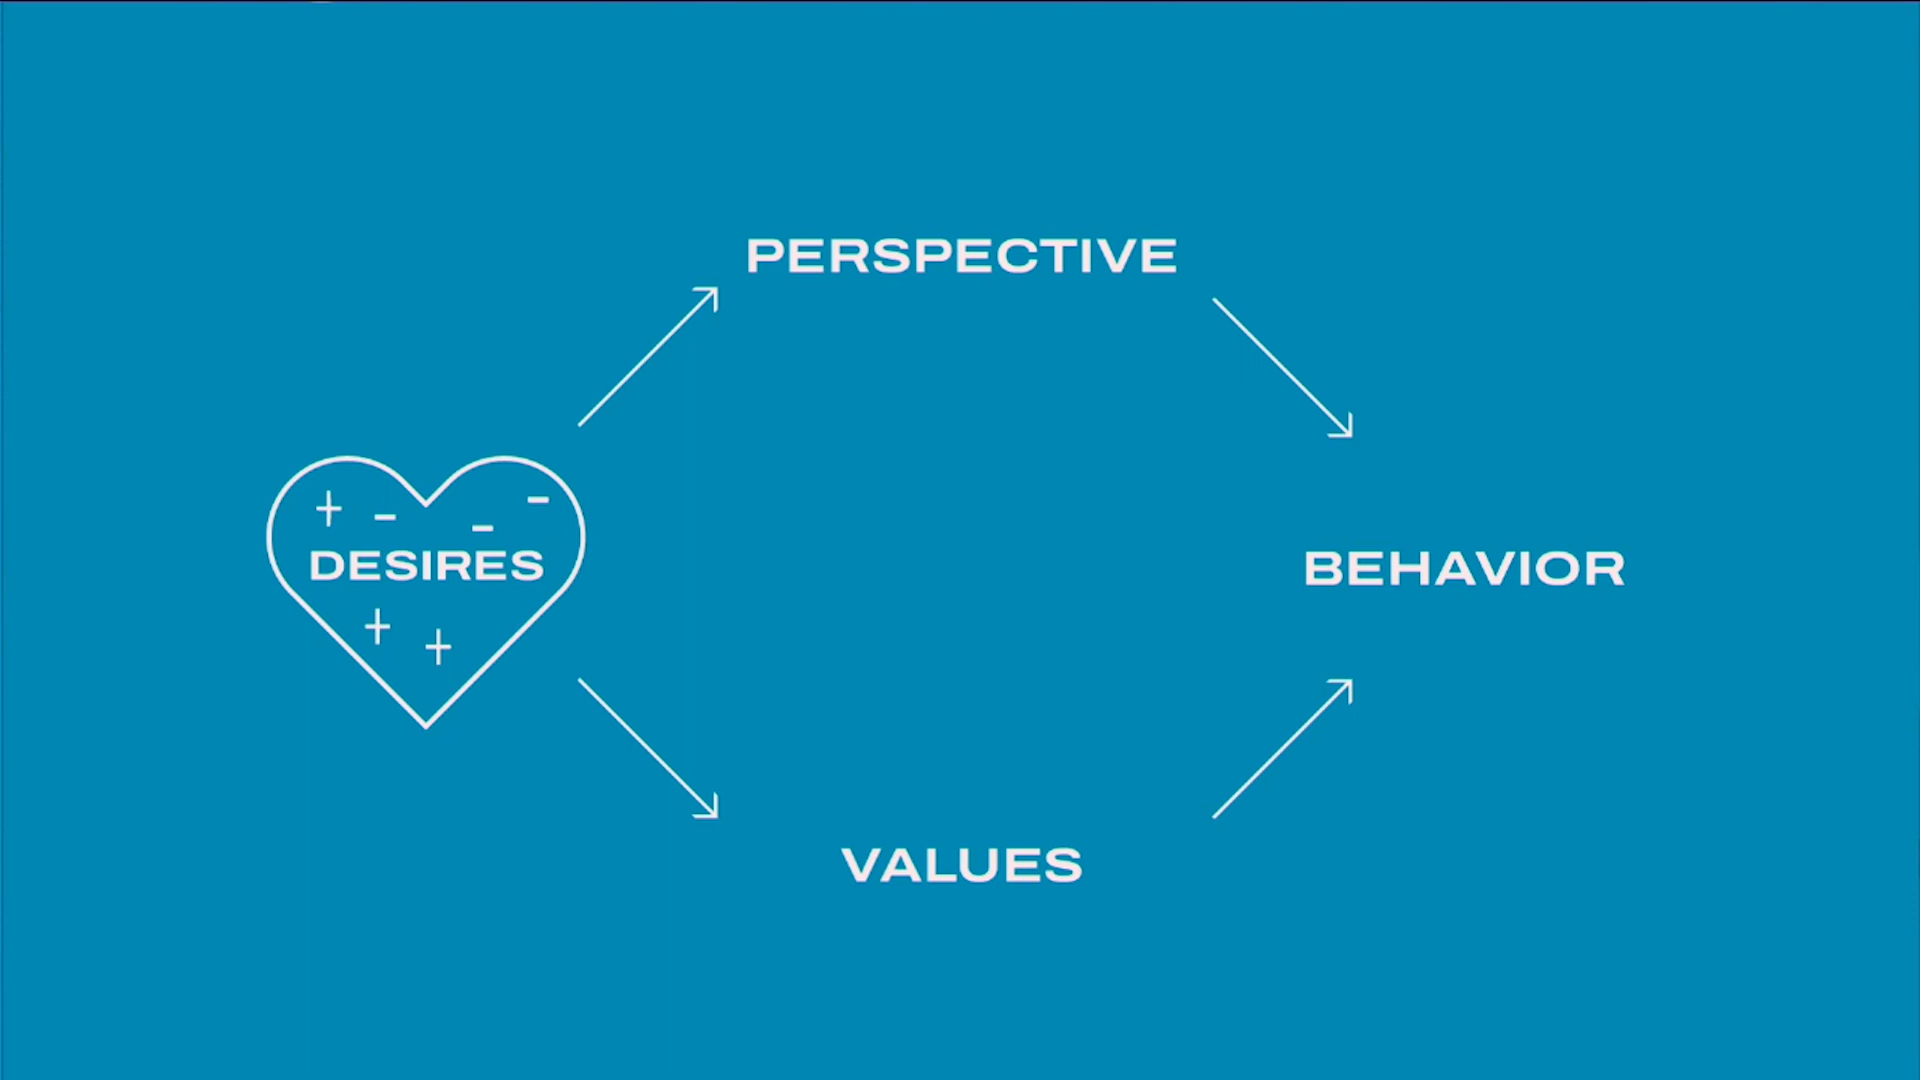 PERSPECTIVE
+ - - -
DESIRES
+ +
BEHAVIOR
VALUES